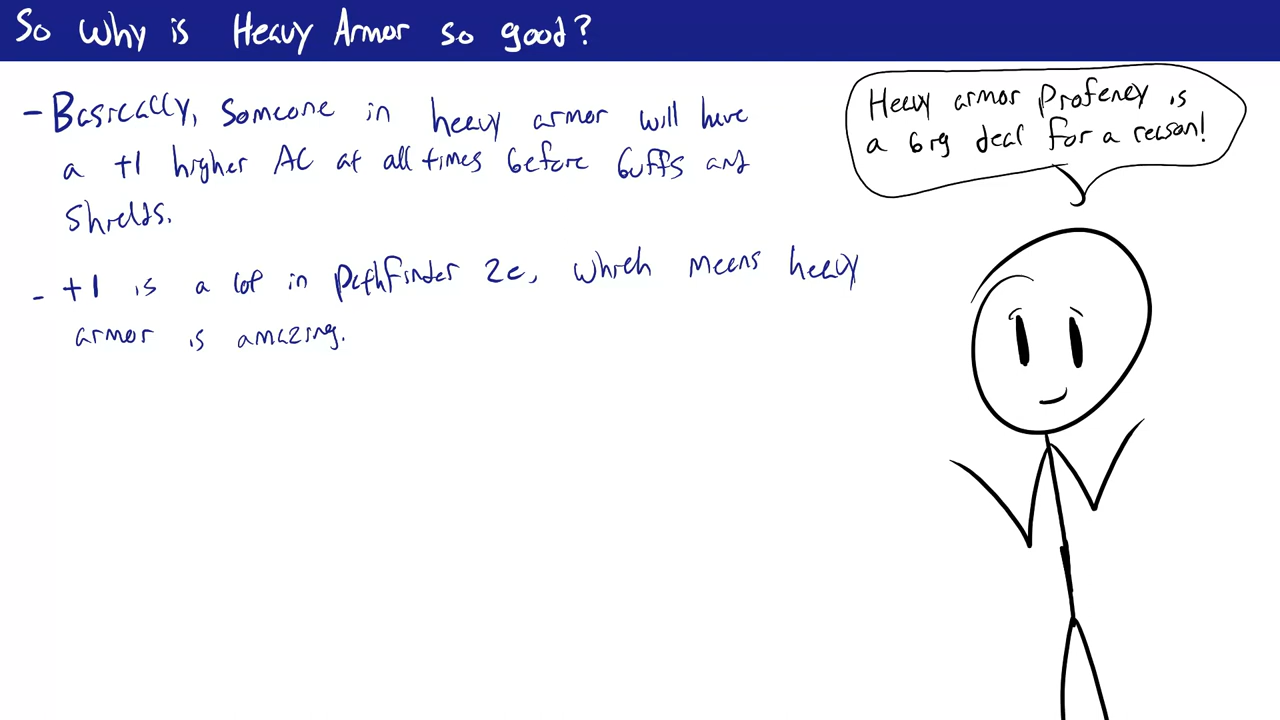 So Why is Heavy Armor so good?
- Basically, Someone in heavy armor will have
a +1 higher AC at all times before buffs and
Shields.
- +1 is a lot in Pathfinder 2e, which means heavy
armor is amazing.
Heavy armor Profency is
a big deal for a reason!